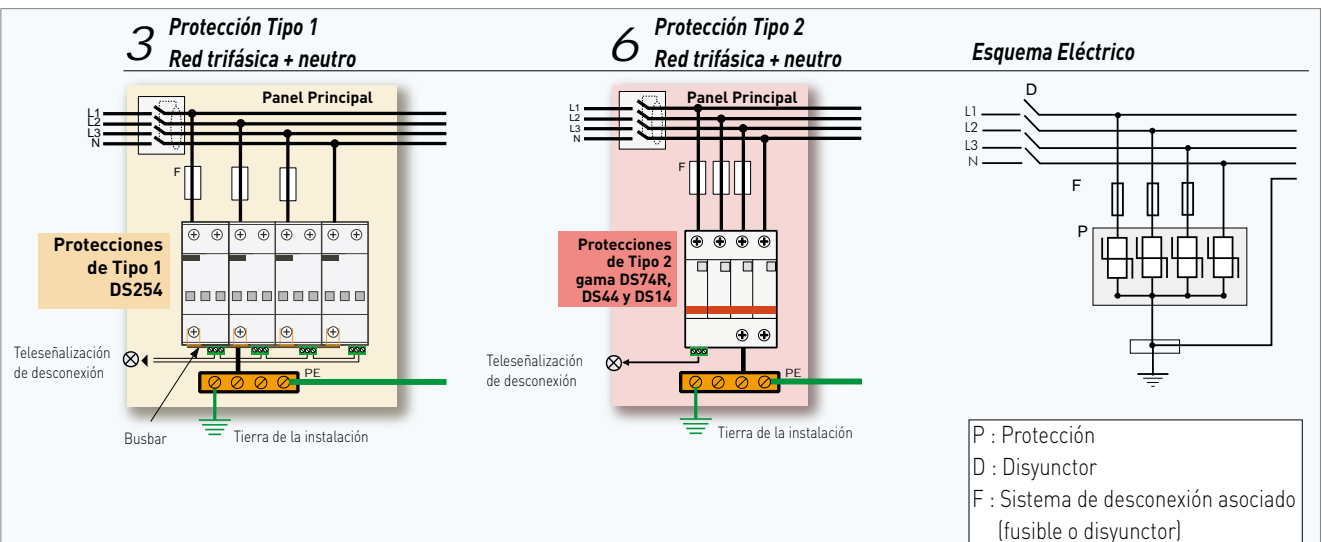 3 Protección Tipo 1
Red trifásica + neutro
Panel Principal
L1
L2
L3
N
F
Protecciones
de Tipo 1
DS254
Teleseñalización
de desconexión
PE
Busbar
Tierra de la instalación
6 Protección Tipo 2
Red trifásica + neutro
Panel Principal
L1
L2
L3
N
F
Protecciones
de Tipo 2
gama DS74R,
DS44 y DS14
Teleseñalización
de desconexión
PE
Tierra de la instalación
Esquema Eléctrico
D
L1
L2
L3
N
F
P
P : Protección
D : Disyunctor
F : Sistema de desconexión asociado
(fusible o disyunctor)